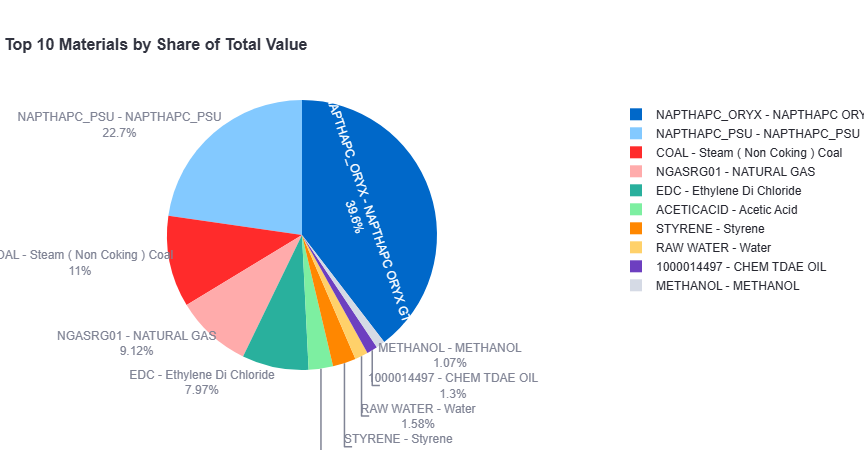 Top 10 Materials by Share of Total Value
NAPTHAPC_PSU - NAPTHAPC_PSU
22.7%
NAPTHAPC_ORYX - NAPTHAPC ORYX
39.6%
OAL - Steam ( Non Coking ) Coal
11%
NGASRG01 - NATURAL GAS
9.12%
EDC - Ethylene Di Chloride
7.97%
METHANOL - METHANOL
1.07%
1000014497 - CHEM TDAE OIL
1.3%
RAW WATER - Water
1.58%
STYRENE - Styrene
NAPTHAPC_ORYX - NAPTHAPC ORY
NAPTHAPC_PSU - NAPTHAPC_PSU
COAL - Steam ( Non Coking ) Coal
NGASRG01 - NATURAL GAS
EDC - Ethylene Di Chloride
ACETICACID - Acetic Acid
STYRENE - Styrene
RAW WATER - Water
1000014497 - CHEM TDAE OIL
METHANOL - METHANOL